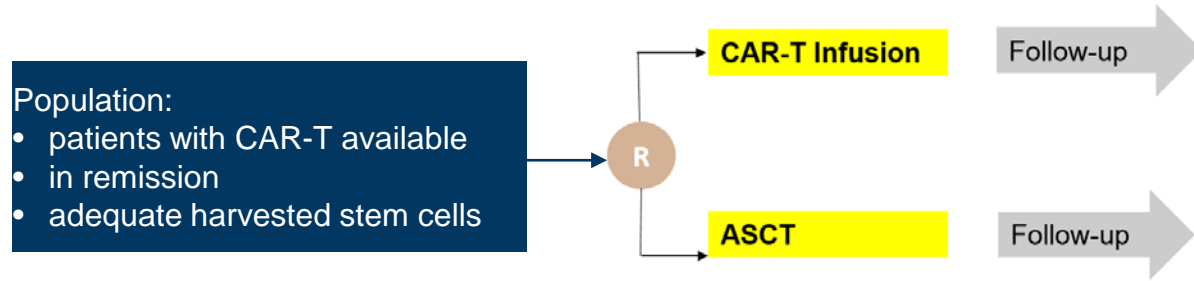 Population:
• patients with CAR-T available
• in remission
• adequate harvested stem cells
R
CAR-T Infusion
Follow-up
ASCT
Follow-up